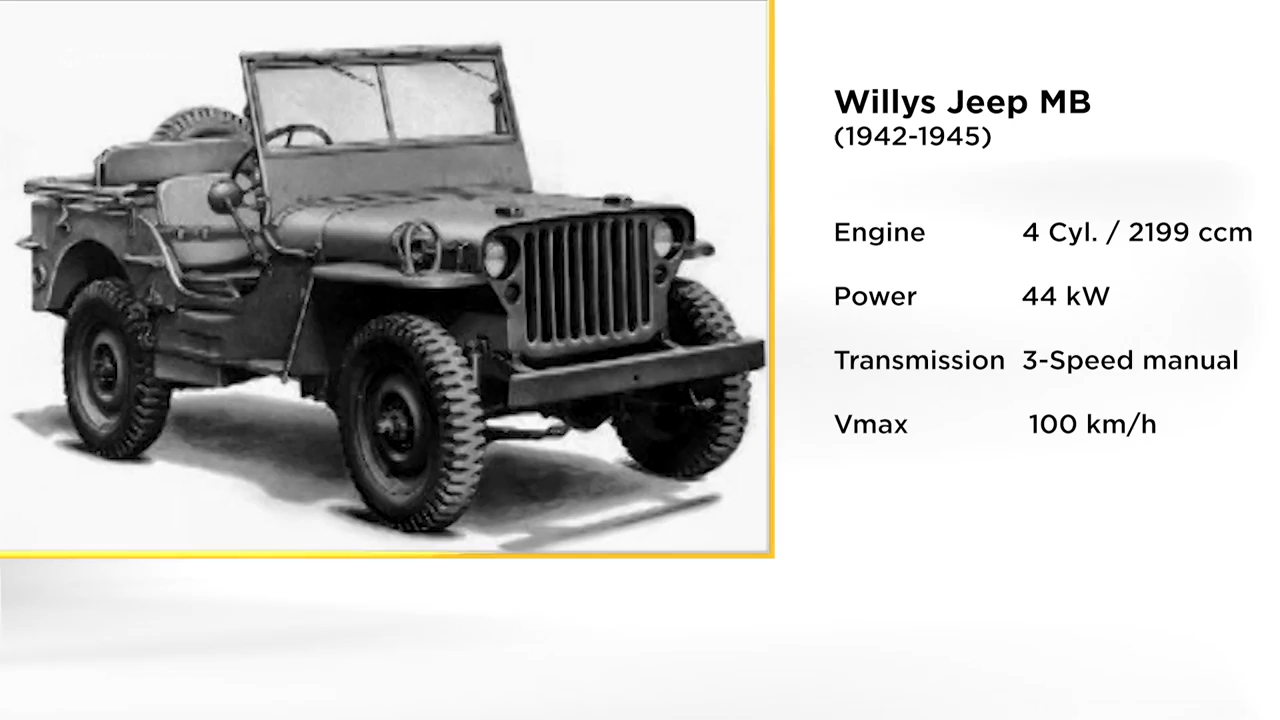 Willys Jeep MB
(1942-1945)
Engine 4 Cyl. / 2199 ccm
Power 44 kW
Transmission 3-Speed manual
Vmax 100 km/h